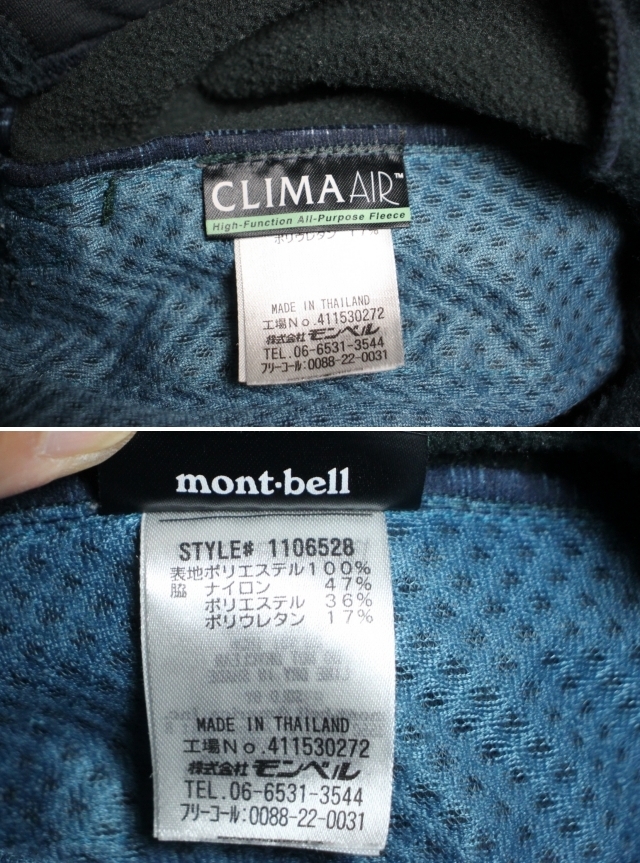 CLIMA AIR™
High-Function All-Purpose Fleece
ポリウレタン 17%
MADE IN THAILAND
工場No.411530272
株式会社モンベル
TEL.06-6531-3544
フリーコール:0088-22-0031
mont·bell
STYLE# 1106528
表地ポリエステル100%
脇 ナイロン 47%
ポリエステル 36%
ポリウレタン 17%
MADE IN THAILAND
工場No.411530272
株式会社モンベル
TEL.06-6531-3544
フリーコール:0088-22-0031